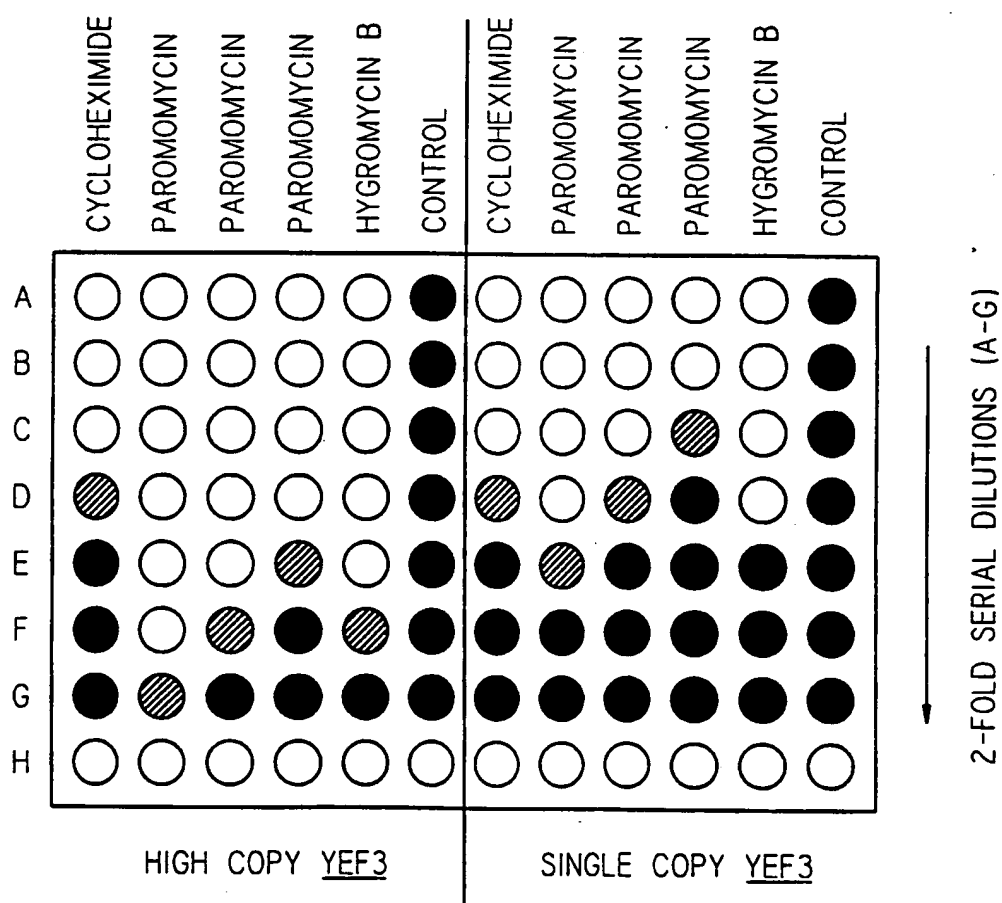 CYCLOHEXIMIDE
PAROMOMYCIN
PAROMOMYCIN
PAROMOMYCIN
HYGROMYCIN B
CONTROL
CYCLOHEXIMIDE
PAROMOMYCIN
PAROMOMYCIN
PAROMOMYCIN
HYGROMYCIN B
CONTROL
A
B
C
D
E
F
G
H
2-FOLD SERIAL DILUTIONS (A-G)
HIGH COPY YEF3
SINGLE COPY YEF3